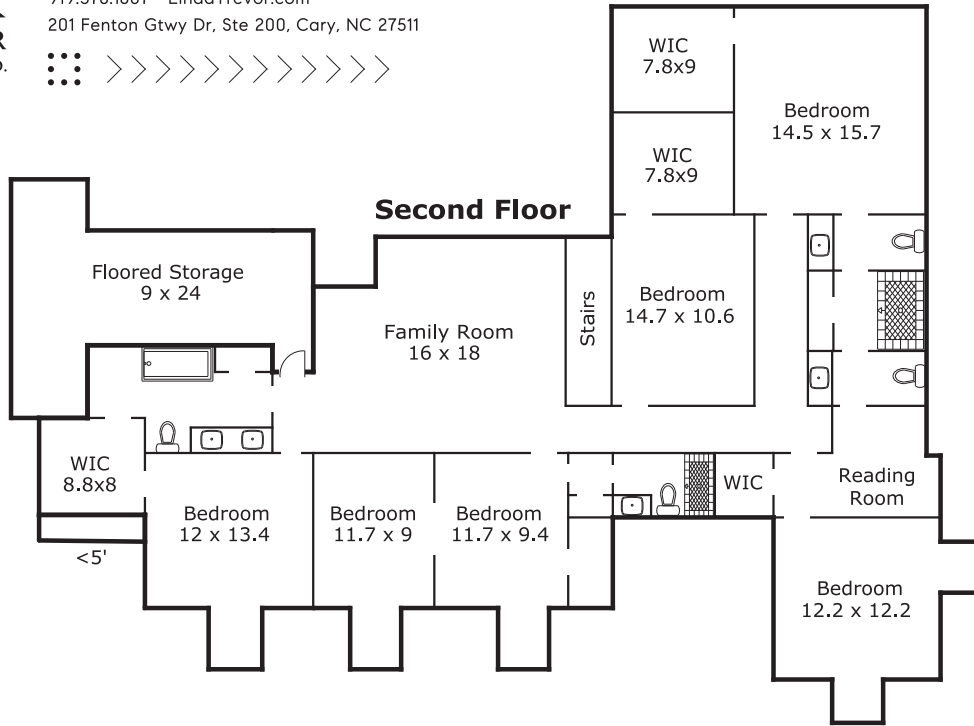 201 Fenton Gtwy Dr, Ste 200, Cary, NC 27511
WIC
7.8x9
Bedroom
14.5 x 15.7
WIC
7.8x9
Second Floor
Floored Storage
9 x 24
Family Room
16 x 18
Stairs
Bedroom
14.7 x 10.6
WIC
8.8x8
<5'
Bedroom
12 x 13.4
Bedroom
11.7 x 9
Bedroom
11.7 x 9.4
WIC
Reading
Room
Bedroom
12.2 x 12.2